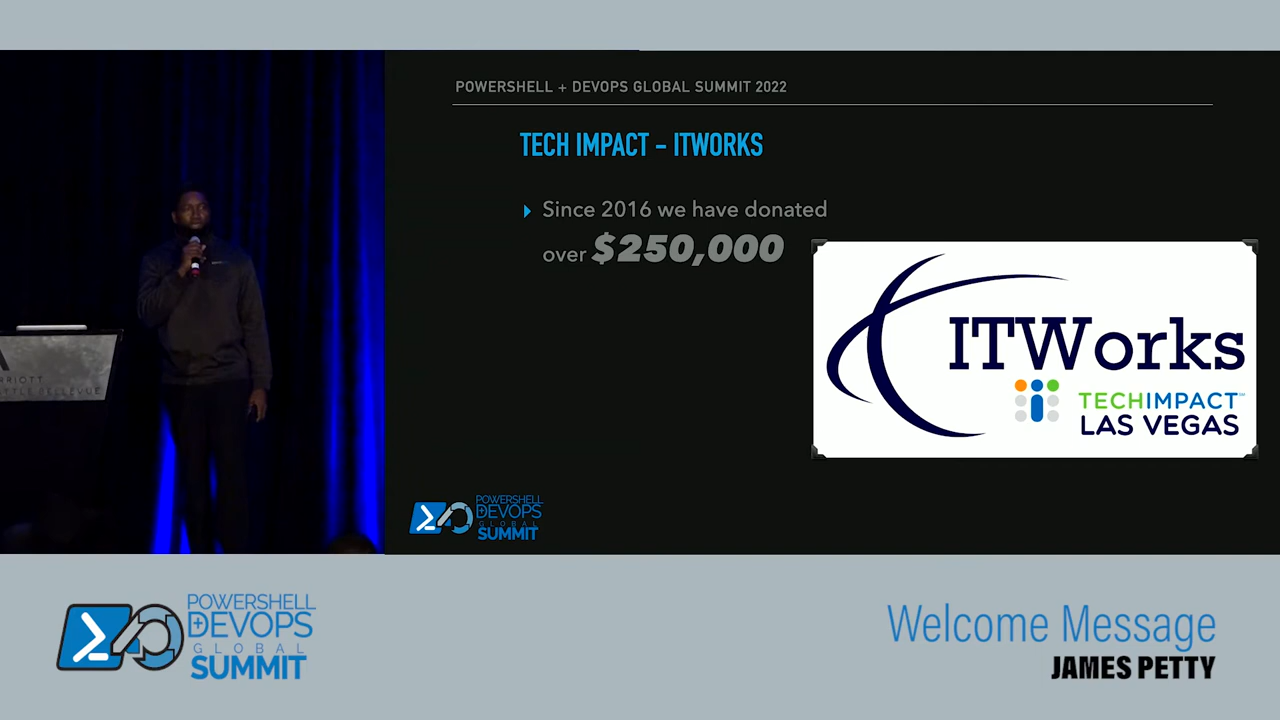 POWERSHELL + DEVOPS GLOBAL SUMMIT 2022
TECH IMPACT - ITWORKS
Since 2016 we have donated
over $250,000
ITWorks
TECHIMPACT™
LAS VEGAS
POWERSHELL
+DEVOPS
GLOBAL
SUMMIT
POWERSHELL
+DEVOPS
GLOBAL
SUMMIT
Welcome Message
JAMES PETTY